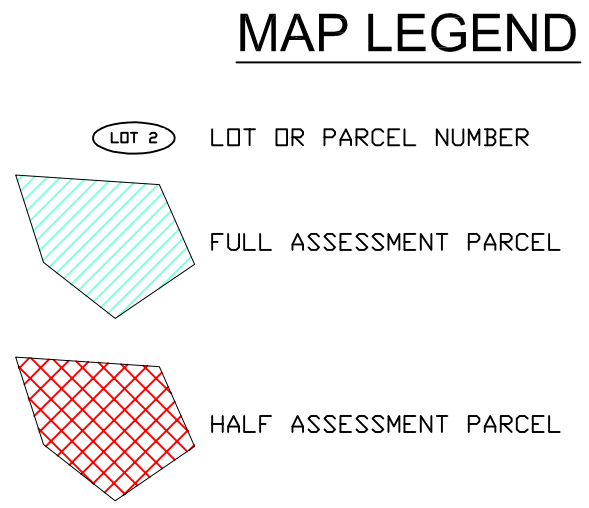 MAP LEGEND
LOT 2 LOT OR PARCEL NUMBER
FULL ASSESSMENT PARCEL
HALF ASSESSMENT PARCEL